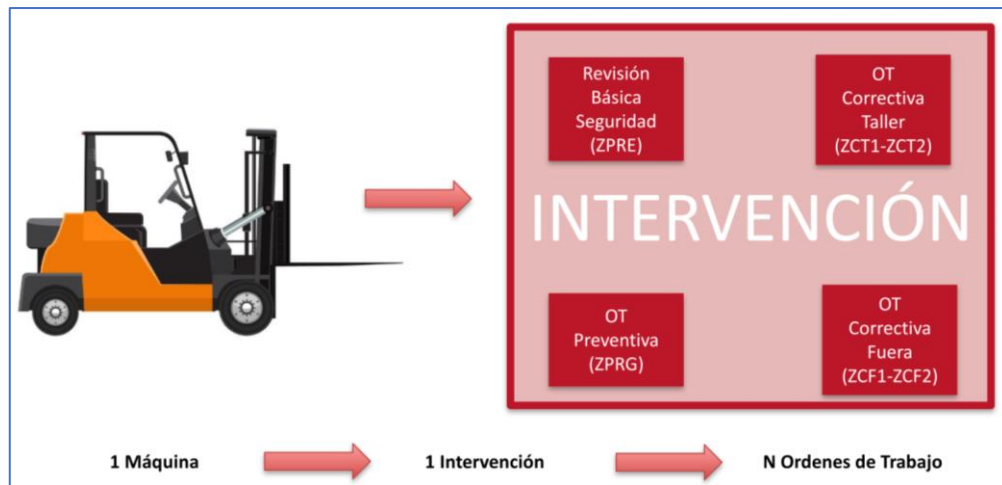 Revisión
Básica
Seguridad
(ZPRE)
OT
Correctiva
Taller
(ZCT1-ZCT2)
INTERVENCIÓN
OT
Preventiva
(ZPRG)
OT
Correctiva
Fuera
(ZCF1-ZCF2)
1 Máquina
1 Intervención
N Ordenes de Trabajo